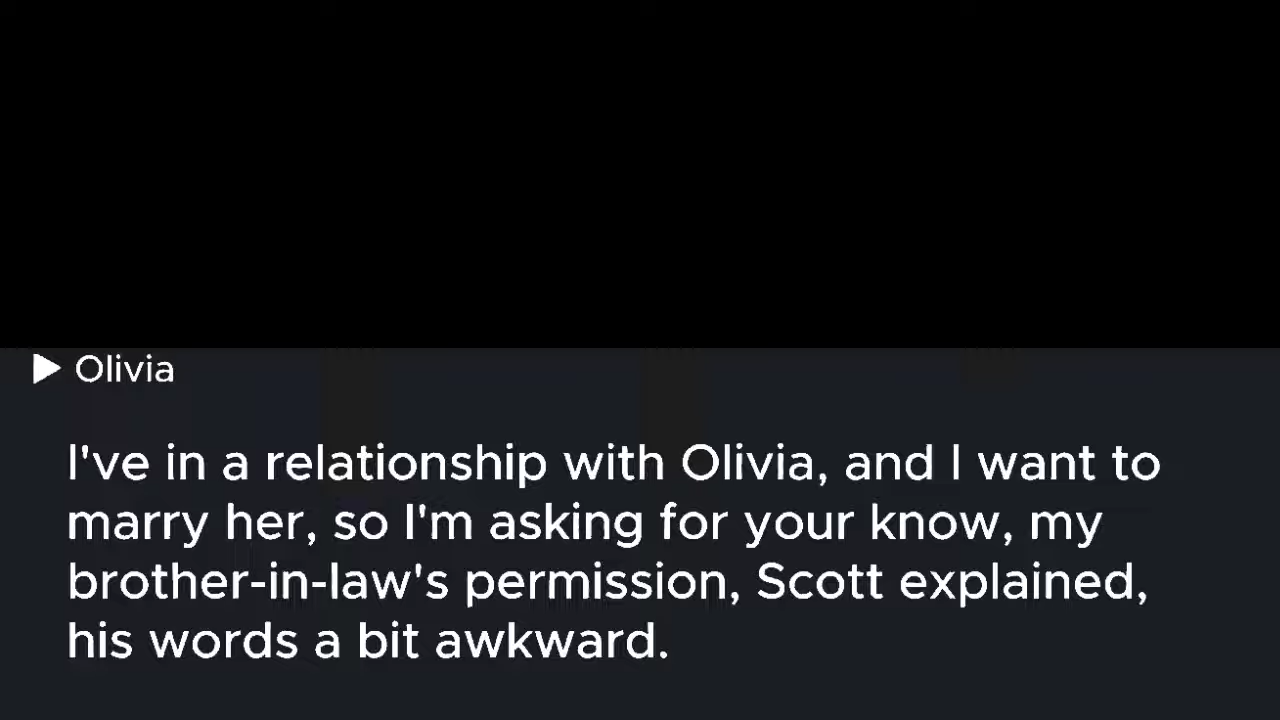 Olivia
I've in a relationship with Olivia, and I want to
marry her, so I'm asking for your know, my
brother-in-law's permission, Scott explained,
his words a bit awkward.